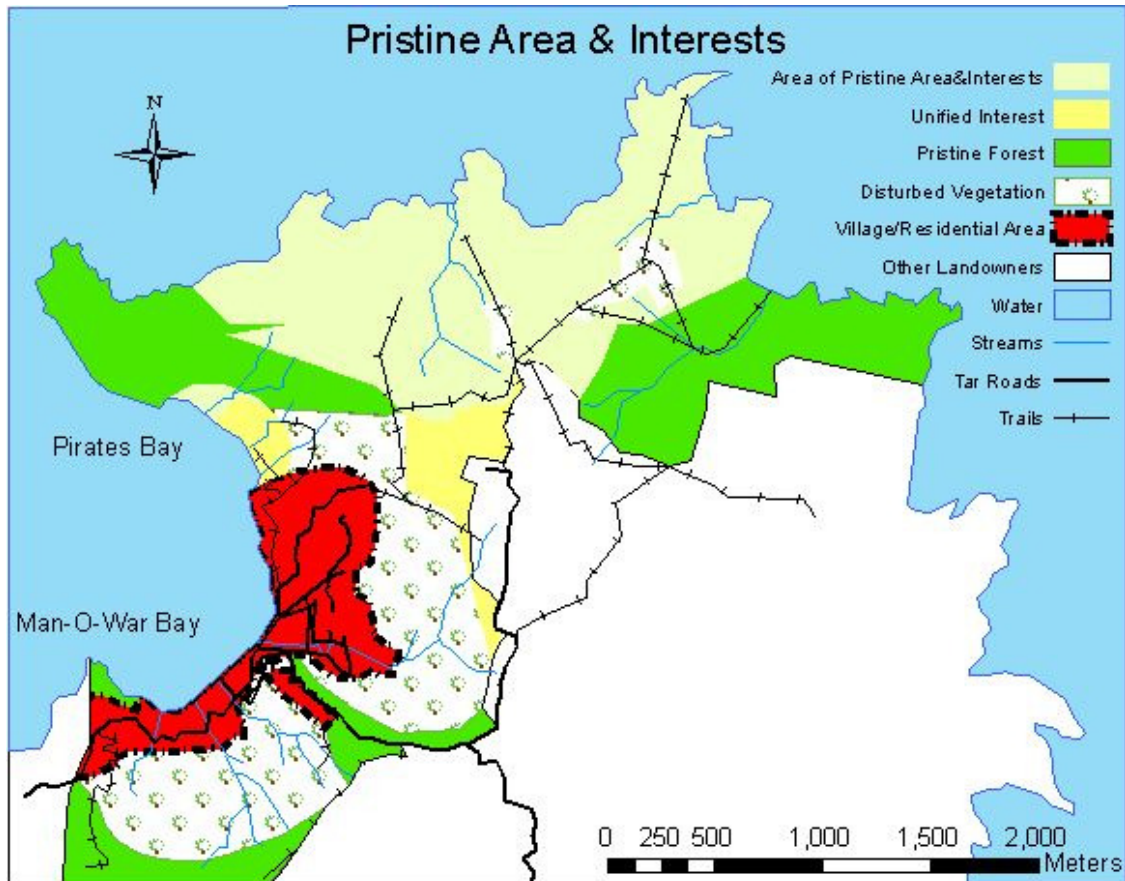 Pristine Area & Interests
N
Area of Pristine Area&Interests
Unified Interest
Pristine Forest
Disturbed Vegetation
Village/Residential Area
Other Landowners
Water
Streams
Tar Roads
Trails
Pirates Bay
Man-O-War Bay
0 250 500 1,000 1,500 2,000
Meters